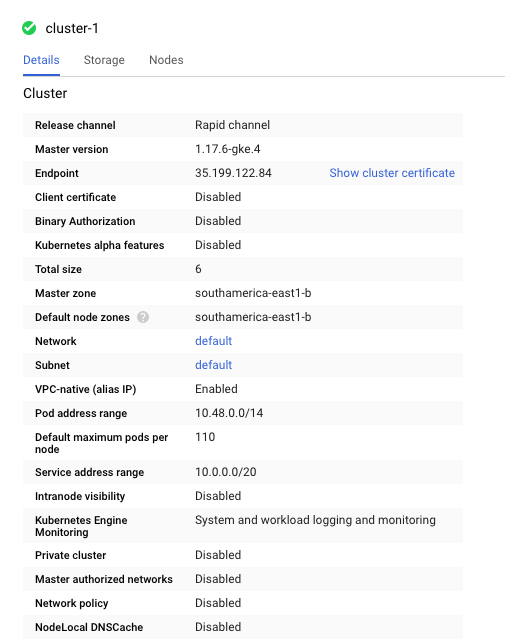 cluster-1
Details Storage Nodes
Cluster
Release channel Rapid channel
Master version 1.17.6-gke.4
Endpoint 35.199.122.84 Show cluster certificate
Client certificate Disabled
Binary Authorization Disabled
Kubernetes alpha features Disabled
Total size 6
Master zone southamerica-east1-b
Default node zones ? southamerica-east1-b
Network default
Subnet default
VPC-native (alias IP) Enabled
Pod address range 10.48.0.0/14
Default maximum pods per 110
node
Service address range 10.0.0.0/20
Intranode visibility Disabled
Kubernetes Engine System and workload logging and monitoring
Monitoring
Private cluster Disabled
Master authorized networks Disabled
Network policy Disabled
NodeLocal DNSCache Disabled